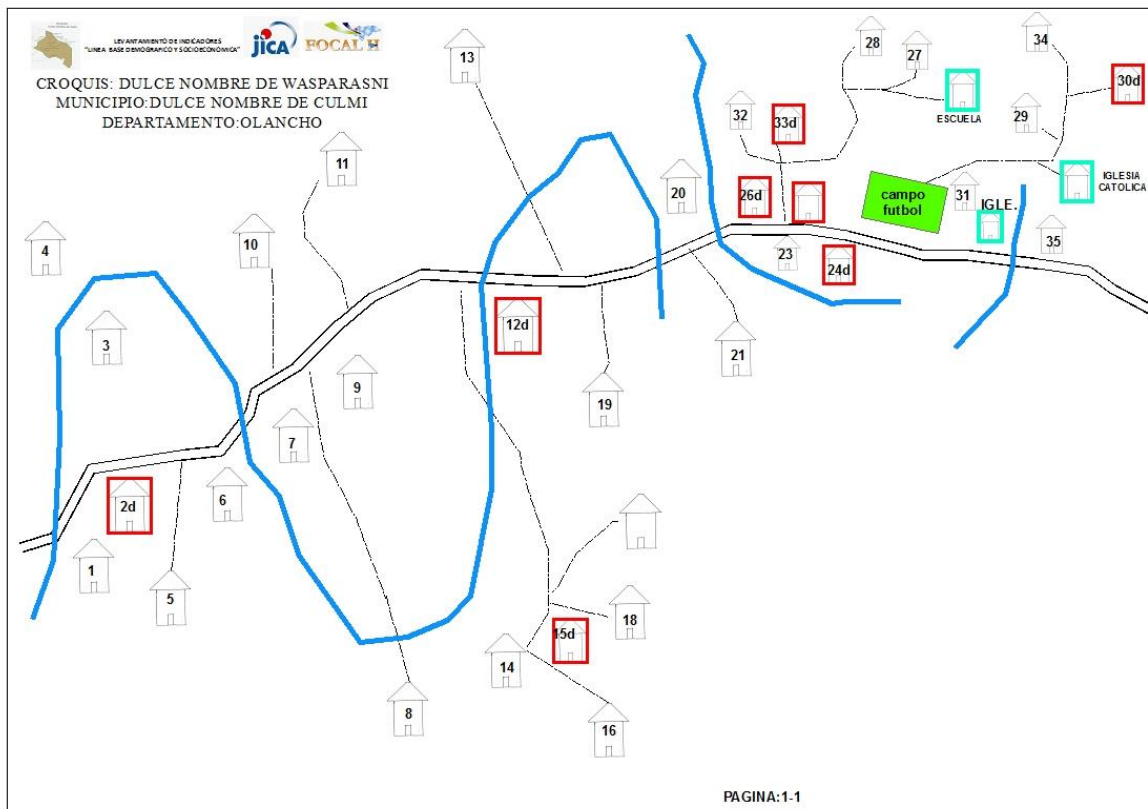 LEVANTAMIENTO DE INDICADORES
"LINEA BASE DEMOGRAFICO Y SOCIOECONOMICA"
JICA
FOCAL H
CROQUIS: DULCE NOMBRE DE WASPARASNI
MUNICIPIO:DULCE NOMBRE DE CULMI
DEPARTAMENTO:OLANCHO
13
28
27
34
30d
ESCUELA
32
33d
29
11
IGLESIA
CATOLICA
20
26d
campo
futbol
31
IGLE.
4
10
23
24d
35
3
12d
21
9
19
7
2d
6
1
5
15d
18
14
8
16
PAGINA:1-1